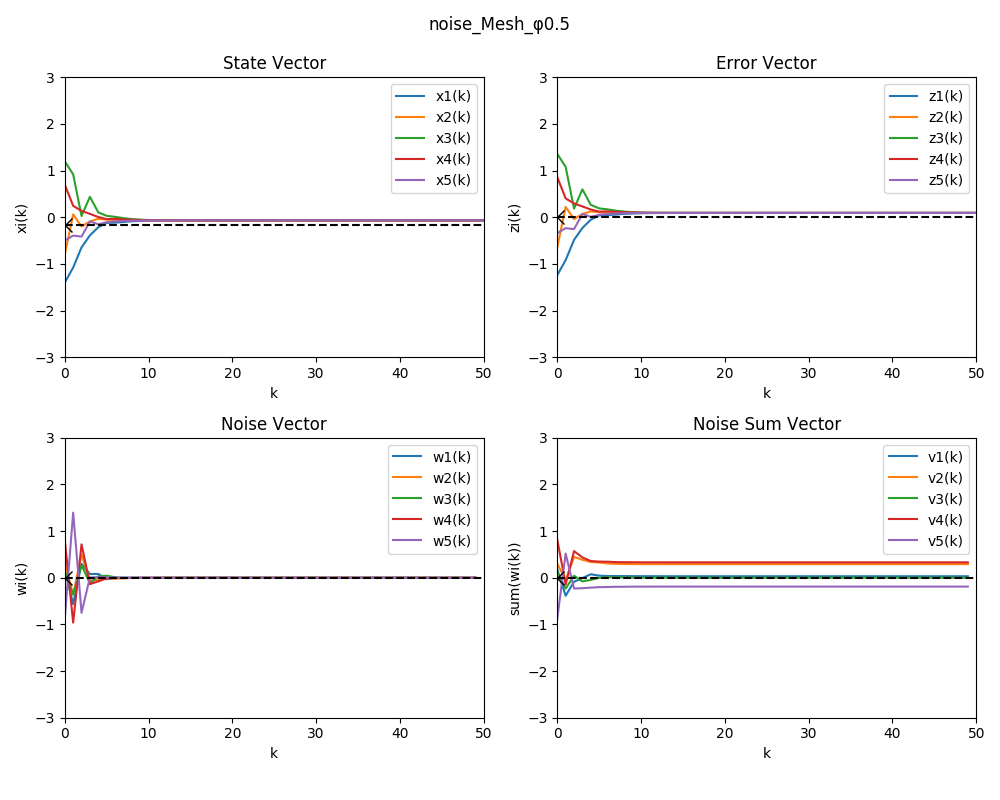 noise_Mesh_φ0.5
State Vector
Error Vector
3
2
1
0
−1
−2
−3
xi(k)
0
10
20
30
40
50
k
x1(k)
x2(k)
x3(k)
x4(k)
x5(k)
3
2
1
0
−1
−2
−3
zi(k)
0
10
20
30
40
50
k
z1(k)
z2(k)
z3(k)
z4(k)
z5(k)
Noise Vector
Noise Sum Vector
3
2
1
0
−1
−2
−3
wi(k)
0
10
20
30
40
50
k
w1(k)
w2(k)
w3(k)
w4(k)
w5(k)
3
2
1
0
−1
−2
−3
sum(wi(k))
0
10
20
30
40
50
k
v1(k)
v2(k)
v3(k)
v4(k)
v5(k)